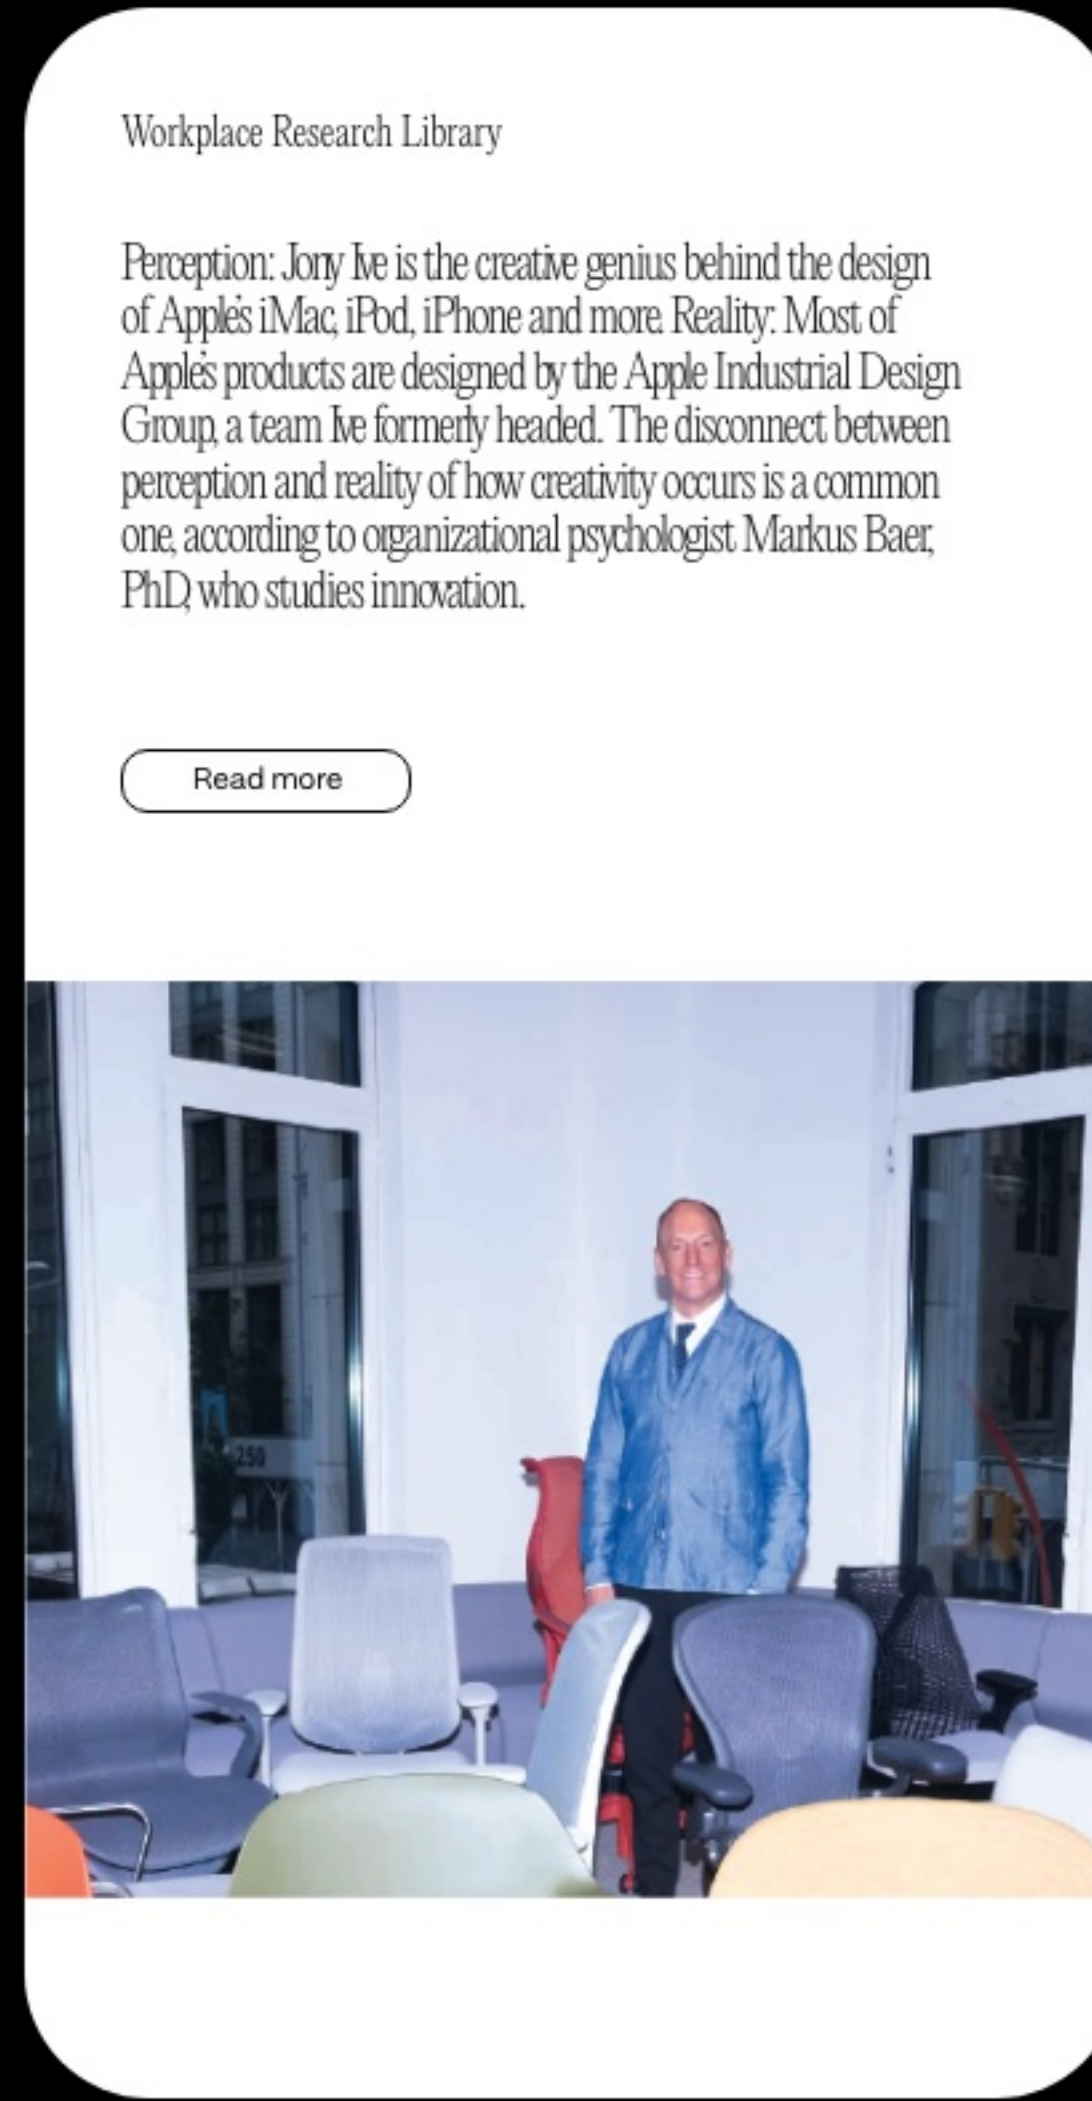 Workplace Research Library
Perception: Jony Ive is the creative genius behind the design
of Apple's iMac, iPod, iPhone and more. Reality: Most of
Apple's products are designed by the Apple Industrial Design
Group, a team Ive formerly headed. The disconnect between
perception and reality of how creativity occurs is a common
one, according to organizational psychologist Markus Baer,
PhD, who studies innovation.
Read more
250